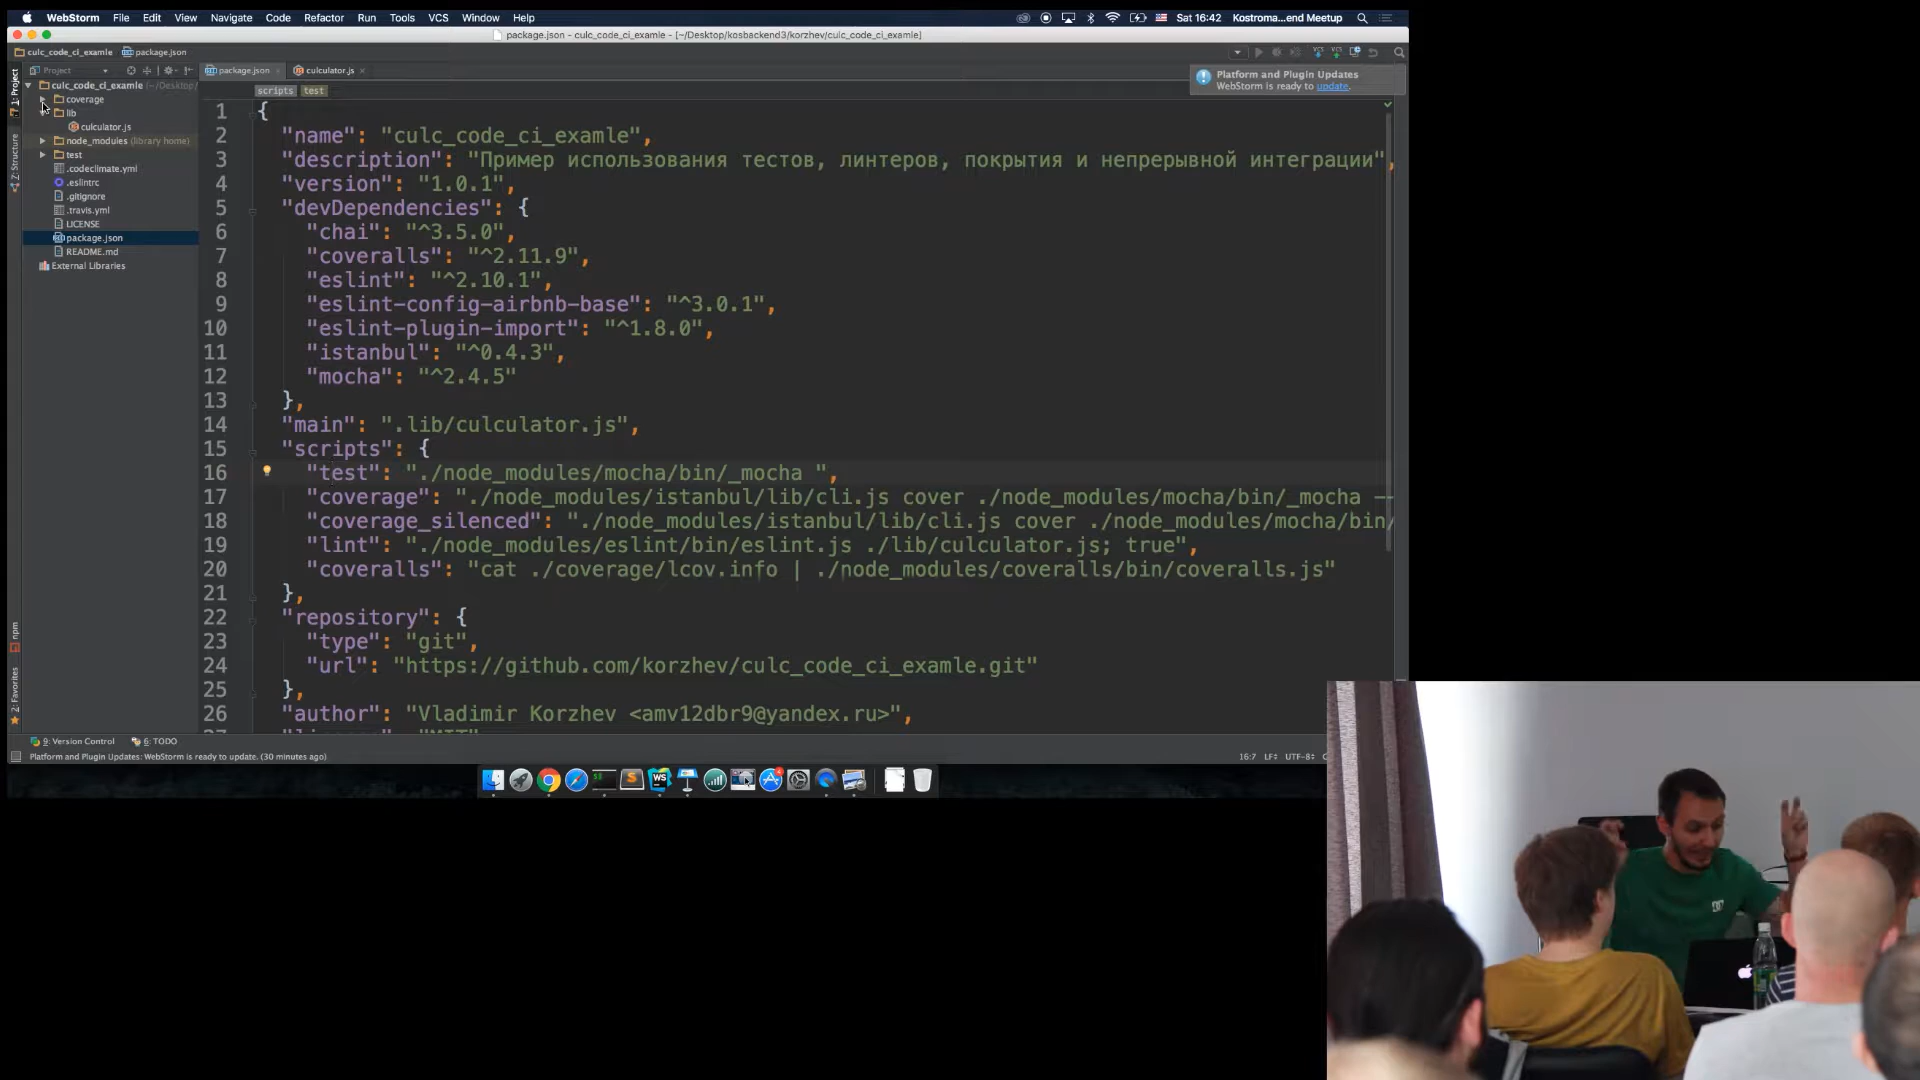 WebStorm File Edit View Navigate Code Refactor Run Tools VCS Window Help
Sat 16:42 Kostroma...end Meetup
package.json - culc_code_ci_examle - [~/Desktop/kosbackend3/korzhev/culc_code_ci_examle]
culc_code_ci_examle package.json
Project
package.json culculator.js
scripts test
Platform and Plugin Updates
WebStorm is ready to update.
1: Project
Z: Structure
npm
2: Favorites
culc_code_ci_examle (~/Desktop/
coverage
lib
culculator.js
node_modules (library home)
test
.codeclimate.yml
.eslintrc
.gitignore
.travis.yml
LICENSE
package.json
README.md
External Libraries
1 {
2 "name": "culc_code_ci_examle",
3 "description": "Пример использования тестов, линтеров, покрытия и непрерывной интеграции",
4 "version": "1.0.1",
5 "devDependencies": {
6 "chai": "^3.5.0",
7 "coveralls": "^2.11.9",
8 "eslint": "^2.10.1",
9 "eslint-config-airbnb-base": "^3.0.1",
10 "eslint-plugin-import": "^1.8.0",
11 "istanbul": "^0.4.3",
12 "mocha": "^2.4.5"
13 },
14 "main": ".lib/culculator.js",
15 "scripts": {
16 "test": "./node_modules/mocha/bin/_mocha ",
17 "coverage": "./node_modules/istanbul/lib/cli.js cover ./node_modules/mocha/bin/_mocha --
18 "coverage_silenced": "./node_modules/istanbul/lib/cli.js cover ./node_modules/mocha/bin/
19 "lint": "./node_modules/eslint/bin/eslint.js ./lib/culculator.js; true",
20 "coveralls": "cat ./coverage/lcov.info | ./node_modules/coveralls/bin/coveralls.js"
21 },
22 "repository": {
23 "type": "git",
24 "url": "https://github.com/korzhev/culc_code_ci_examle.git"
25 },
26 "author": "Vladimir Korzhev <amv12dbr9@yandex.ru>",
9: Version Control 6: TODO
Platform and Plugin Updates: WebStorm is ready to update. (30 minutes ago)
16:7 LF÷ UTF-8÷